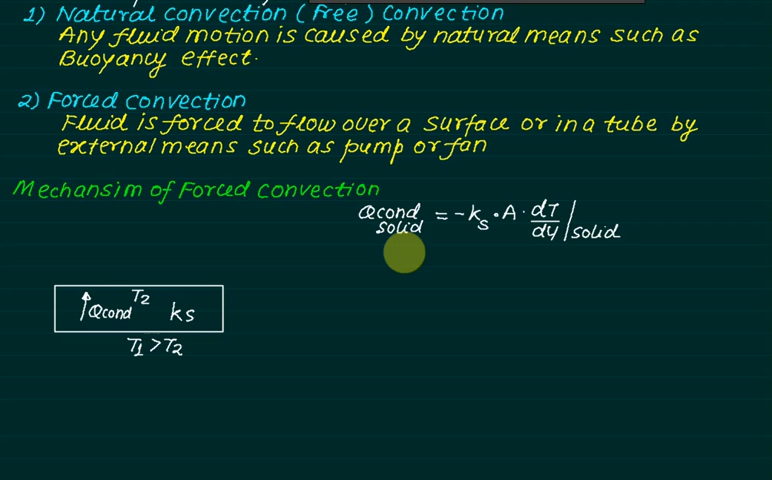 1) Natural Convection (Free) Convection
Any fluid motion is caused by natural means such as
Buoyancy effect.
2) Forced Convection
Fluid is forced to flow over a surface or in a tube by
external means such as pump or fan
Mechansim of Forced Convection
Qcond solid = -ks · A · dT/dy | solid
Qcond T2 ks
T1 > T2